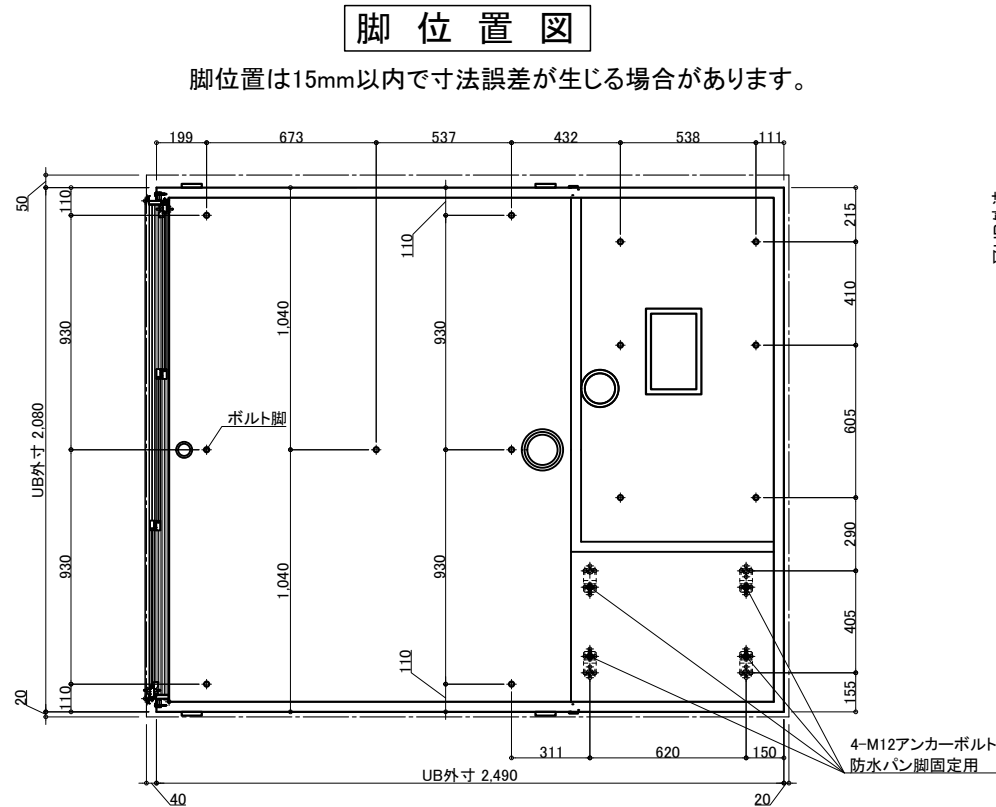 脚位置図
脚位置は15mm以内で寸法誤差が生じる場合があります。
199 673 537 432 538 111
50
110
930
UB外寸 2,080
930
110
20
1,040
1,040
110
930
930
110
ボルト脚
215
410
605
290
405
155
311 620 150
UB外寸 2,490
40
20
4-M12アンカーボルト
防水パン脚固定用